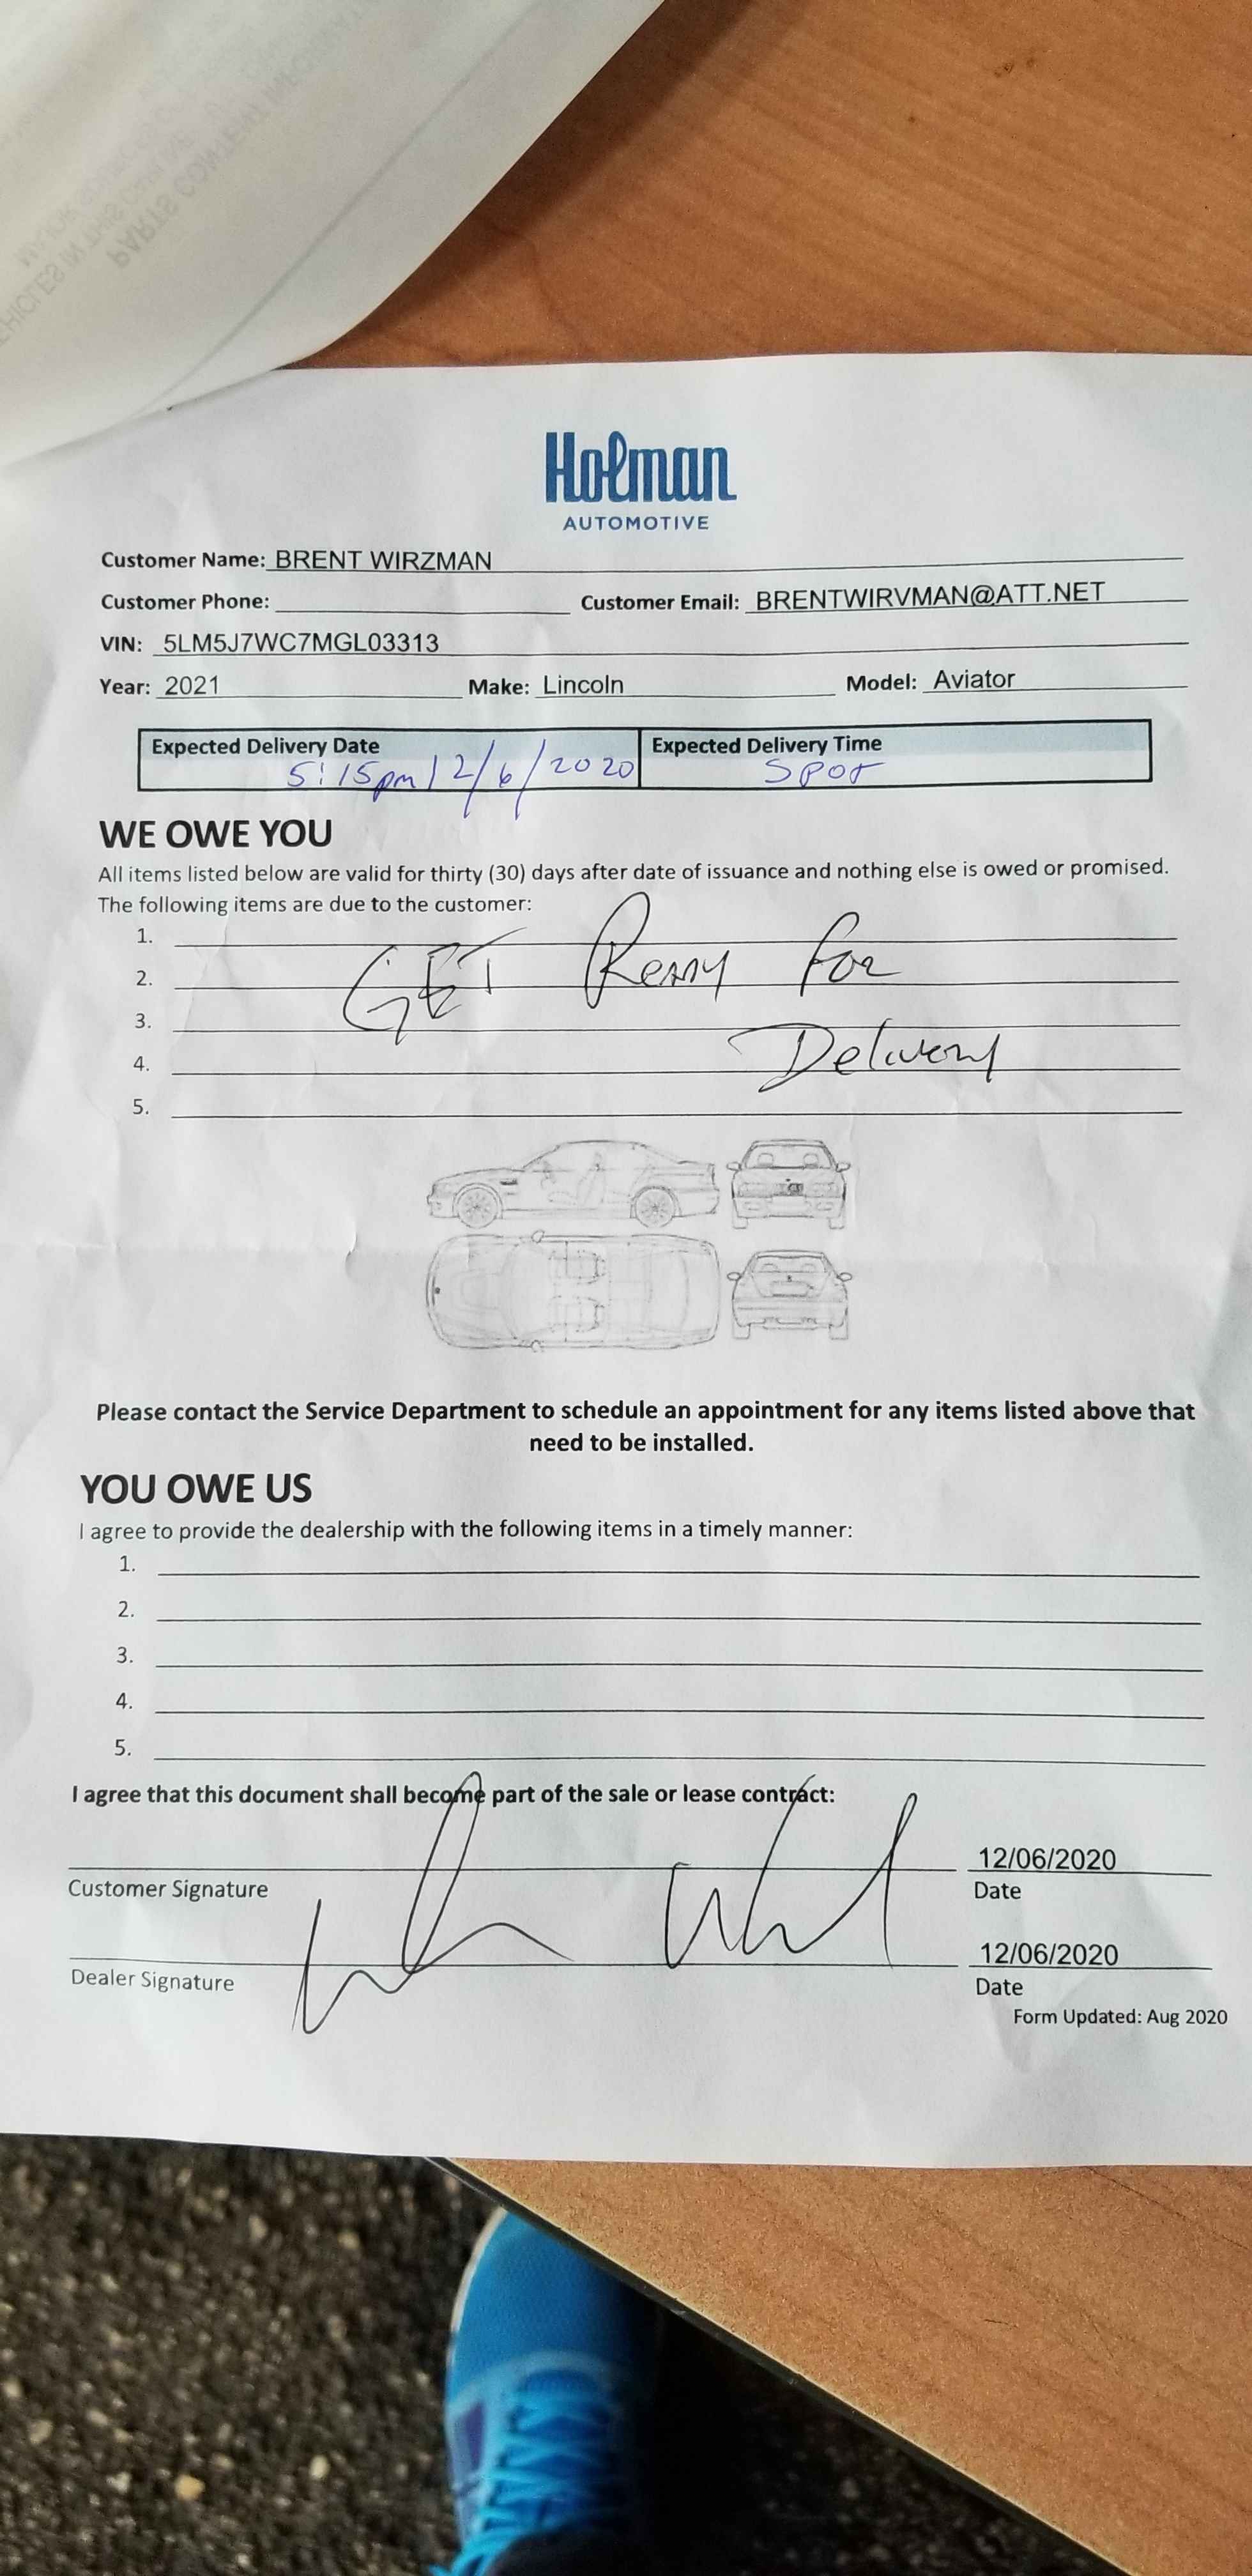 PARTS CONTENT INFORMAT
VEHICLES IN THIS
Holman
AUTOMOTIVE
Customer Name: BRENT WIRZMAN
Customer Phone: Customer Email: BRENTWIRVMAN@ATT.NET
VIN: 5LM5J7WC7MGL03313
Year: 2021 Make: Lincoln Model: Aviator
Expected Delivery Date Expected Delivery Time
5:15pm 12/6/2020 SPOT
WE OWE YOU
All items listed below are valid for thirty (30) days after date of issuance and nothing else is owed or promised.
The following items are due to the customer:
1.
2. GET Ready For
3.
4. Delivery
5.
Please contact the Service Department to schedule an appointment for any items listed above that
need to be installed.
YOU OWE US
I agree to provide the dealership with the following items in a timely manner:
1.
2.
3.
4.
5.
I agree that this document shall become part of the sale or lease contract:
12/06/2020
Customer Signature Date
12/06/2020
Dealer Signature Date
Form Updated: Aug 2020